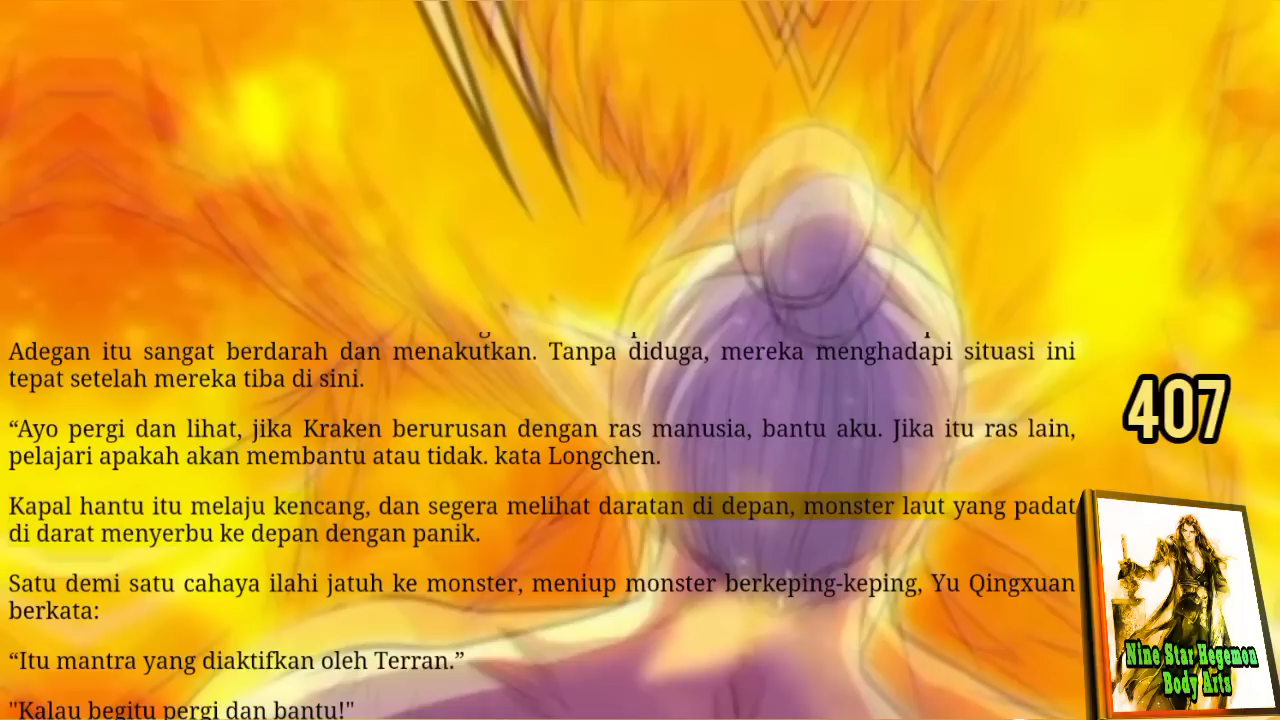 Adegan itu sangat berdarah dan menakutkan. Tanpa diduga, mereka menghadapi situasi ini
tepat setelah mereka tiba di sini.
“Ayo pergi dan lihat, jika Kraken berurusan dengan ras manusia, bantu aku. Jika itu ras lain,
pelajari apakah akan membantu atau tidak. kata Longchen.
Kapal hantu itu melaju kencang, dan segera melihat daratan di depan, monster laut yang padat
di darat menyerbu ke depan dengan panik.
Satu demi satu cahaya ilahi jatuh ke monster, meniup monster berkeping-keping, Yu Qingxuan
berkata:
“Itu mantra yang diaktifkan oleh Terran.”
"Kalau begitu pergi dan bantu!"
407
Nine Star Hegemon
Body Arts